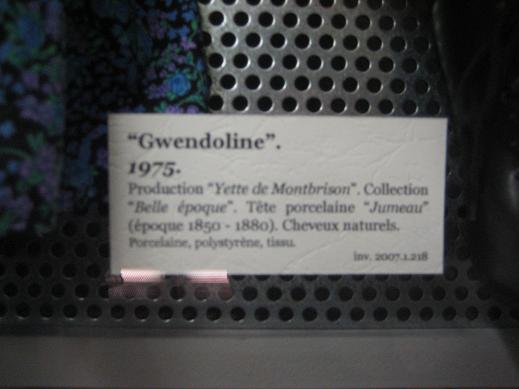 “Gwendoline”.
1975.
Production “Yette de Montbrison”. Collection
“Belle époque”. Tête porcelaine “Jumeau”
(époque 1850 - 1880). Cheveux naturels.
Porcelaine, polystyrène, tissu.
inv. 2007.1.218